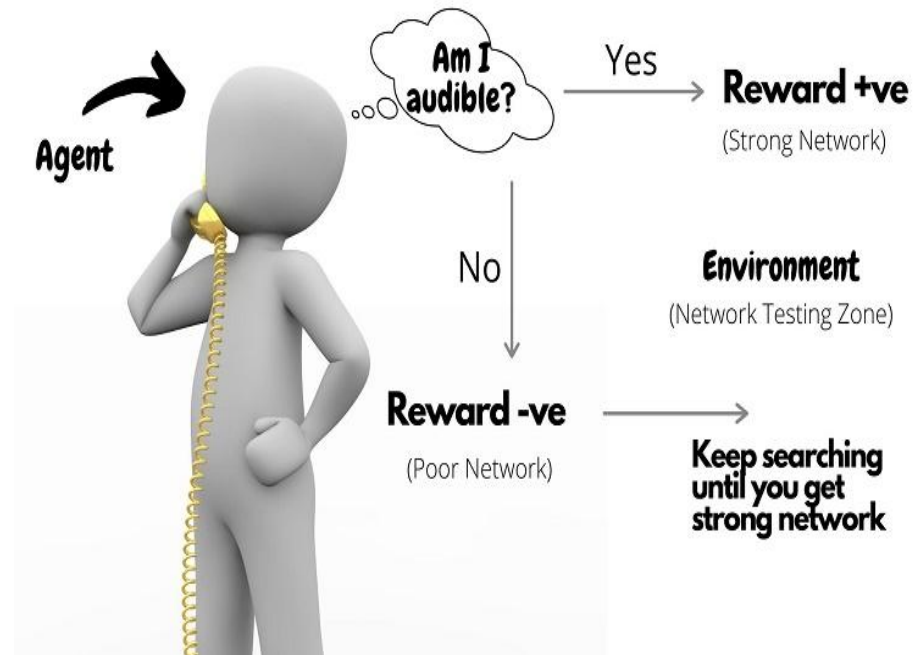 Agent
Am I
audible?
Yes
Reward +ve
(Strong Network)
No
Environment
(Network Testing Zone)
Reward -ve
(Poor Network)
Keep searching
until you get
strong network